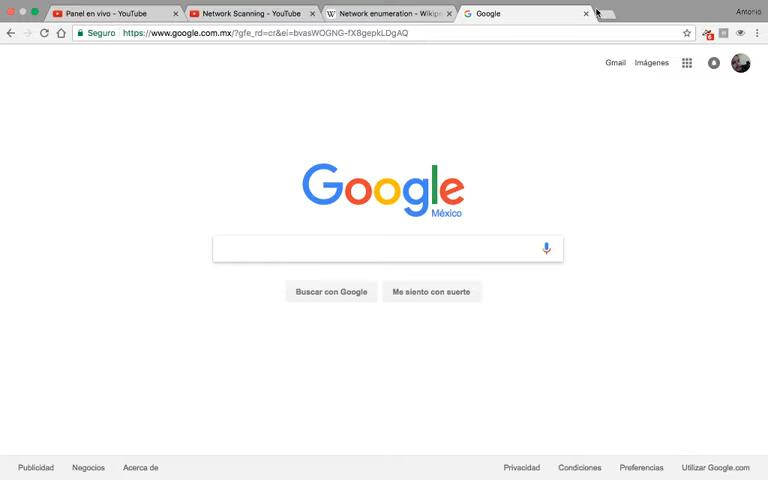 Panel en vivo - YouTube
Network Scanning - YouTube
Network enumeration - Wikip
Google
Antonio
Seguro
https://www.google.com.mx/?gfe_rd=cr&ei=bvasWOGNG-fX8gepkLDgAQ
6
Gmail
Imágenes
Google
México
Buscar con Google
Me siento con suerte
Publicidad
Negocios
Acerca de
Privacidad
Condiciones
Preferencias
Utilizar Google.com